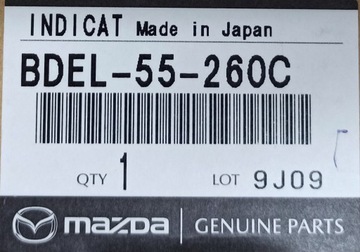 INDICAT Made in Japan
BDEL-55-260C
QTY 1 LOT 9J09
mazda GENUINE PARTS